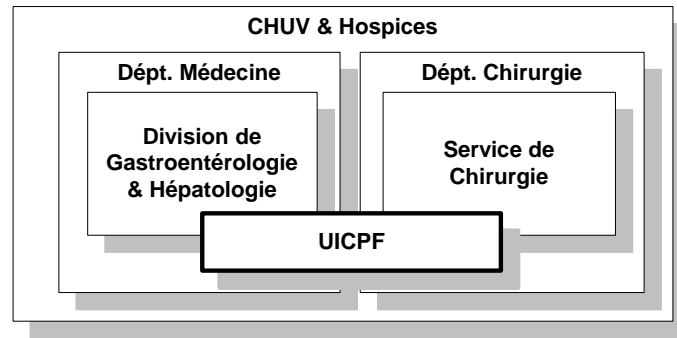 CHUV & Hospices
Dépt. Médecine
Dépt. Chirurgie
Division de
Gastroentérologie
& Hépatologie
Service de
Chirurgie
UICPF